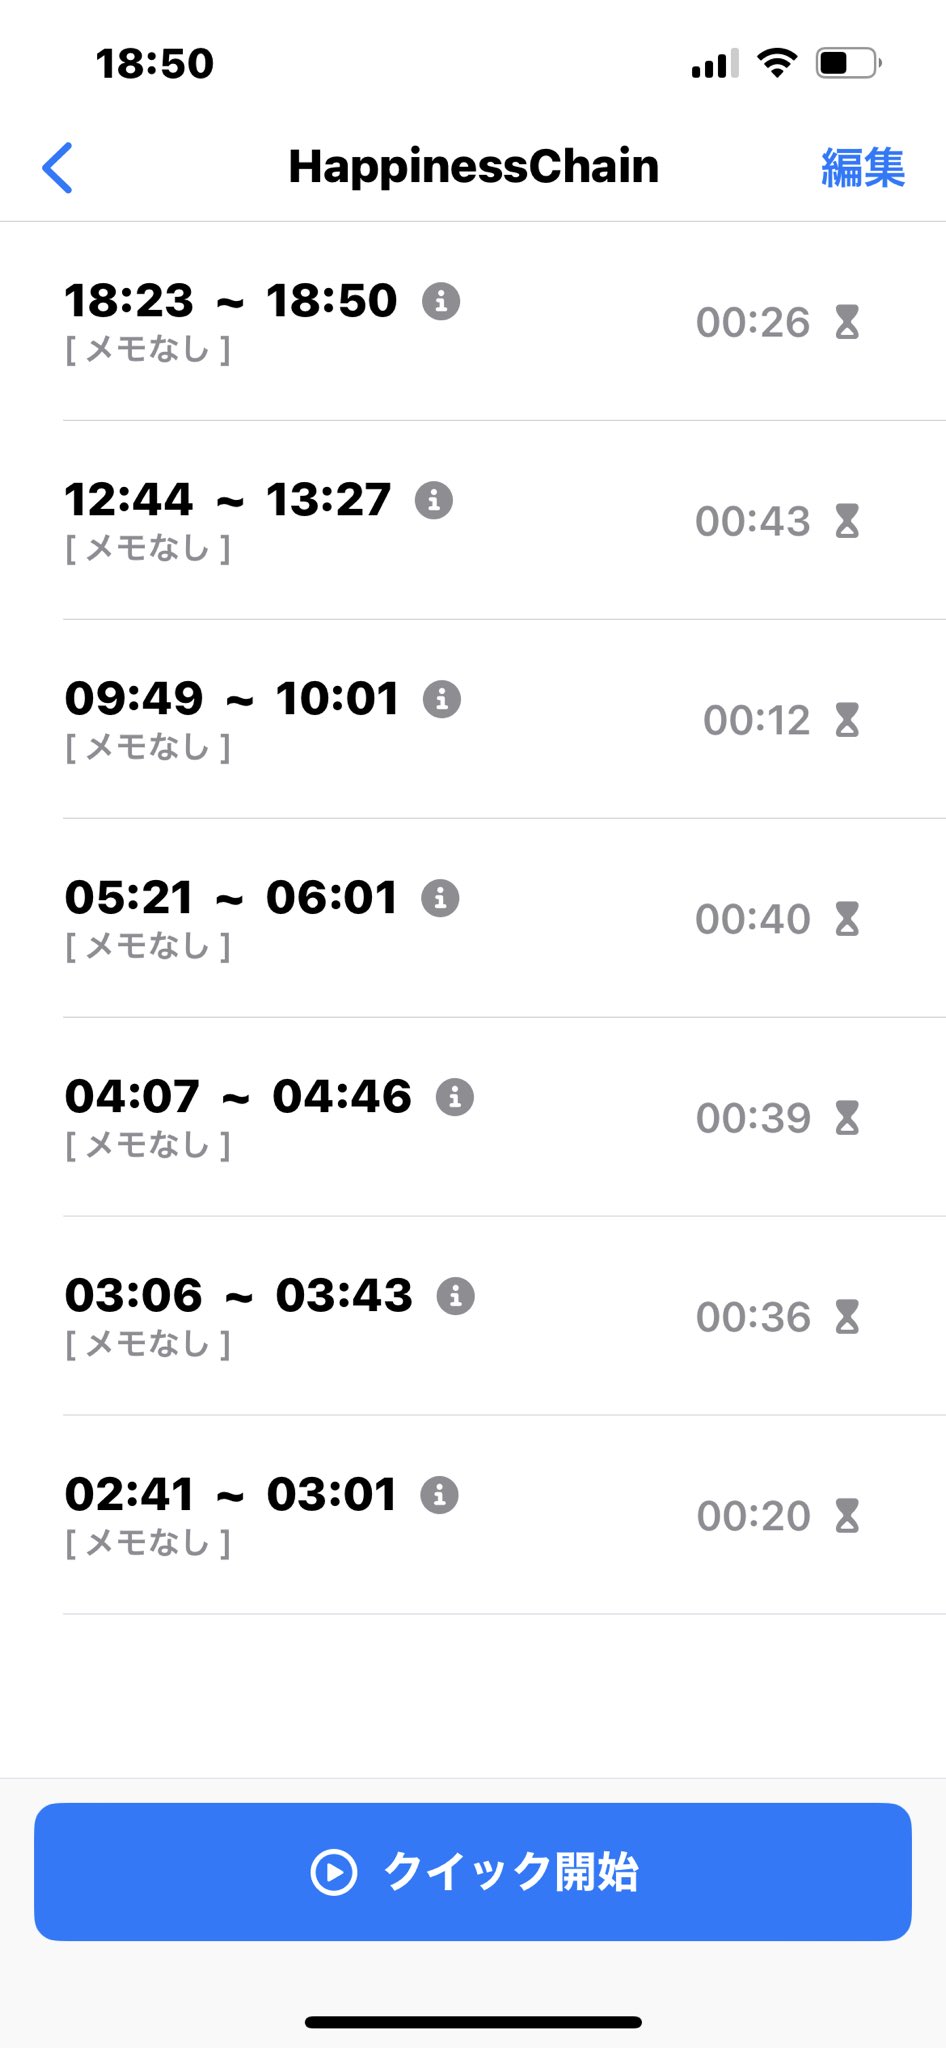 18:50
HappinessChain 編集
18:23 ~ 18:50
[ メモなし ]
00:26
12:44 ~ 13:27
[ メモなし ]
00:43
09:49 ~ 10:01
[ メモなし ]
00:12
05:21 ~ 06:01
[ メモなし ]
00:40
04:07 ~ 04:46
[ メモなし ]
00:39
03:06 ~ 03:43
[ メモなし ]
00:36
02:41 ~ 03:01
[ メモなし ]
00:20
クイック開始